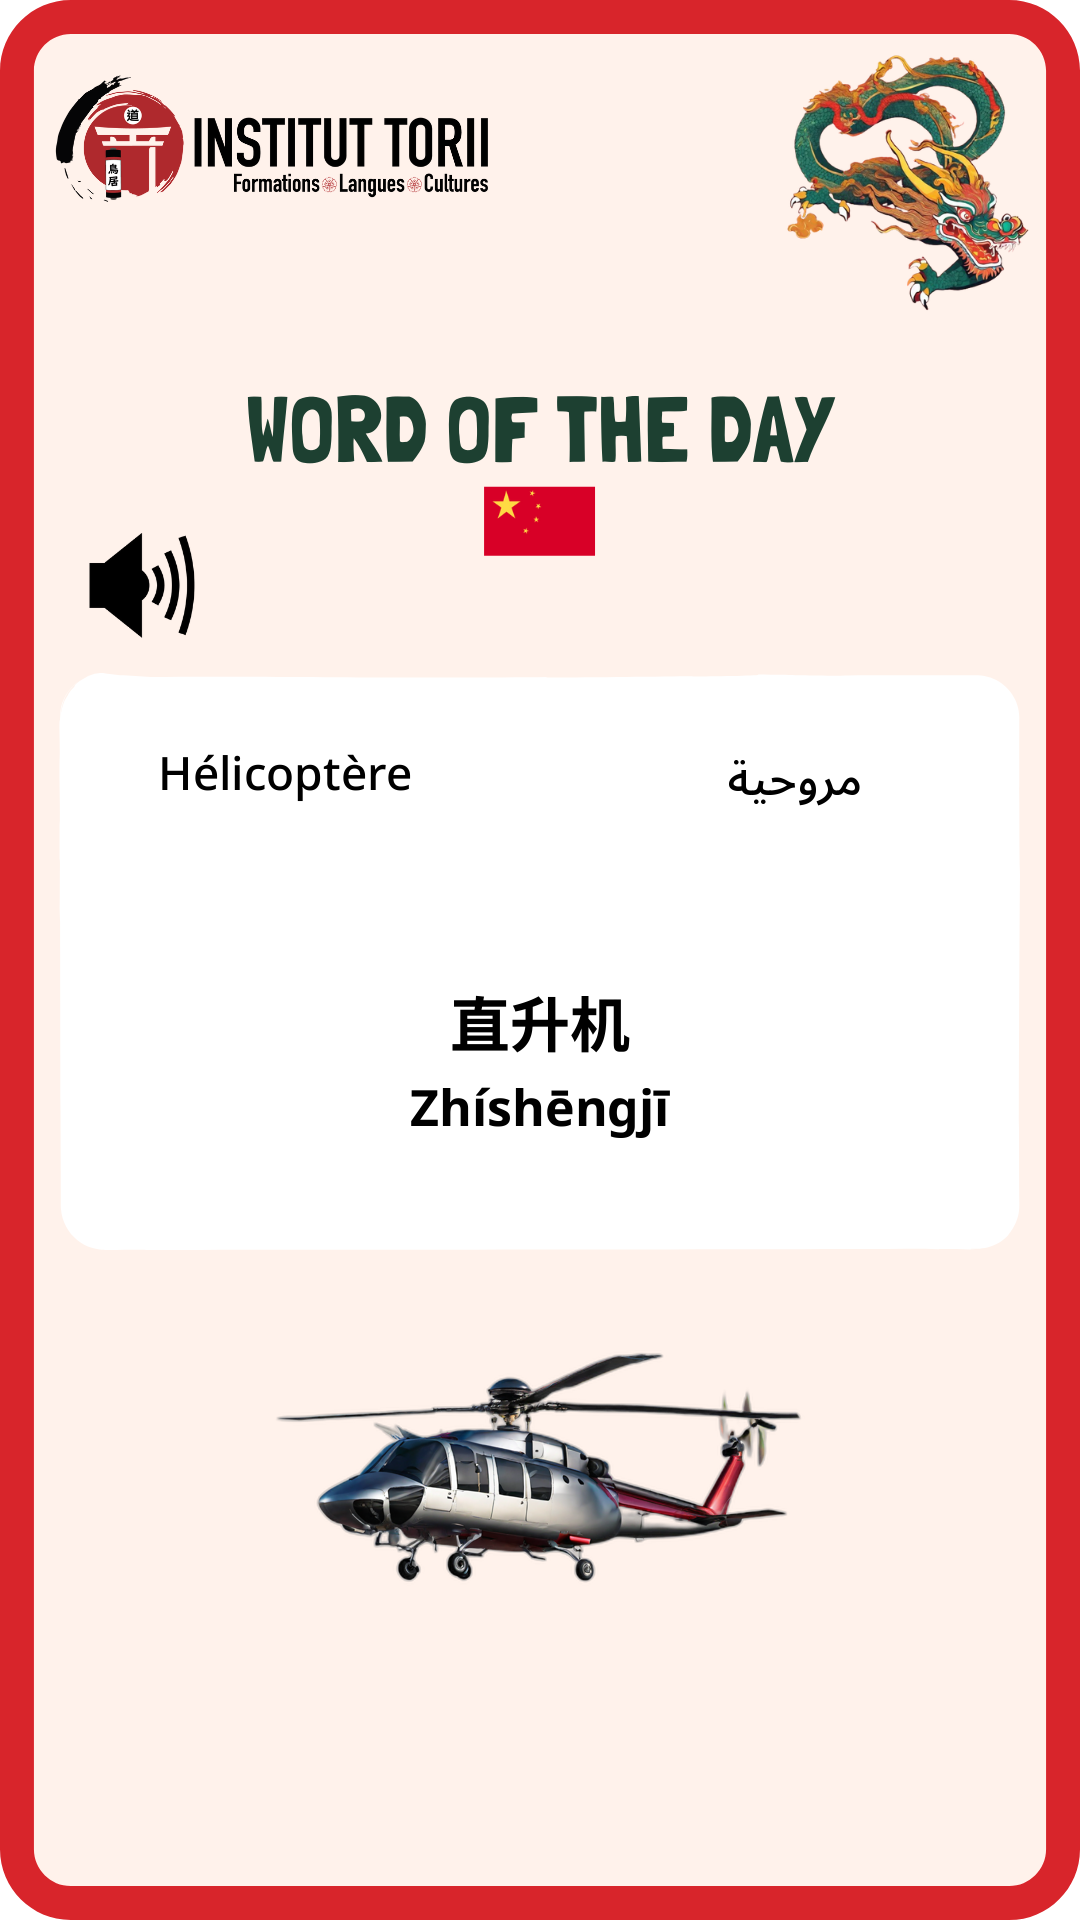 道
鳥居
INSTITUT TORII
Formations Langues Cultures
WORD OF THE DAY
Hélicoptère
مروحية
直升机
Zhíshēngjī